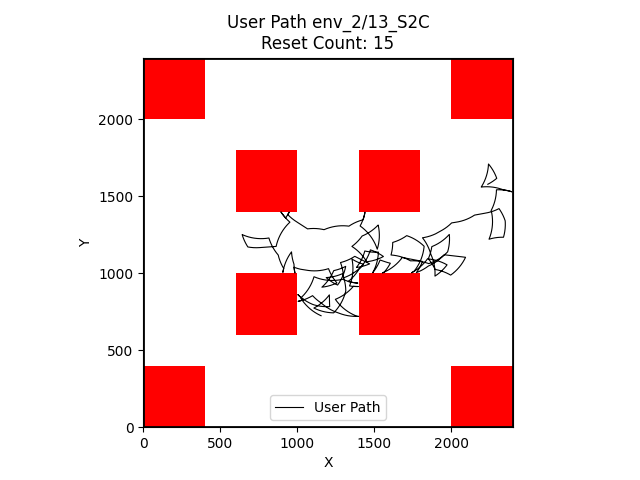 User Path env_2/13_S2C
Reset Count: 15
Y
2000
1500
1000
500
0
0 500 1000 1500 2000
X
User Path